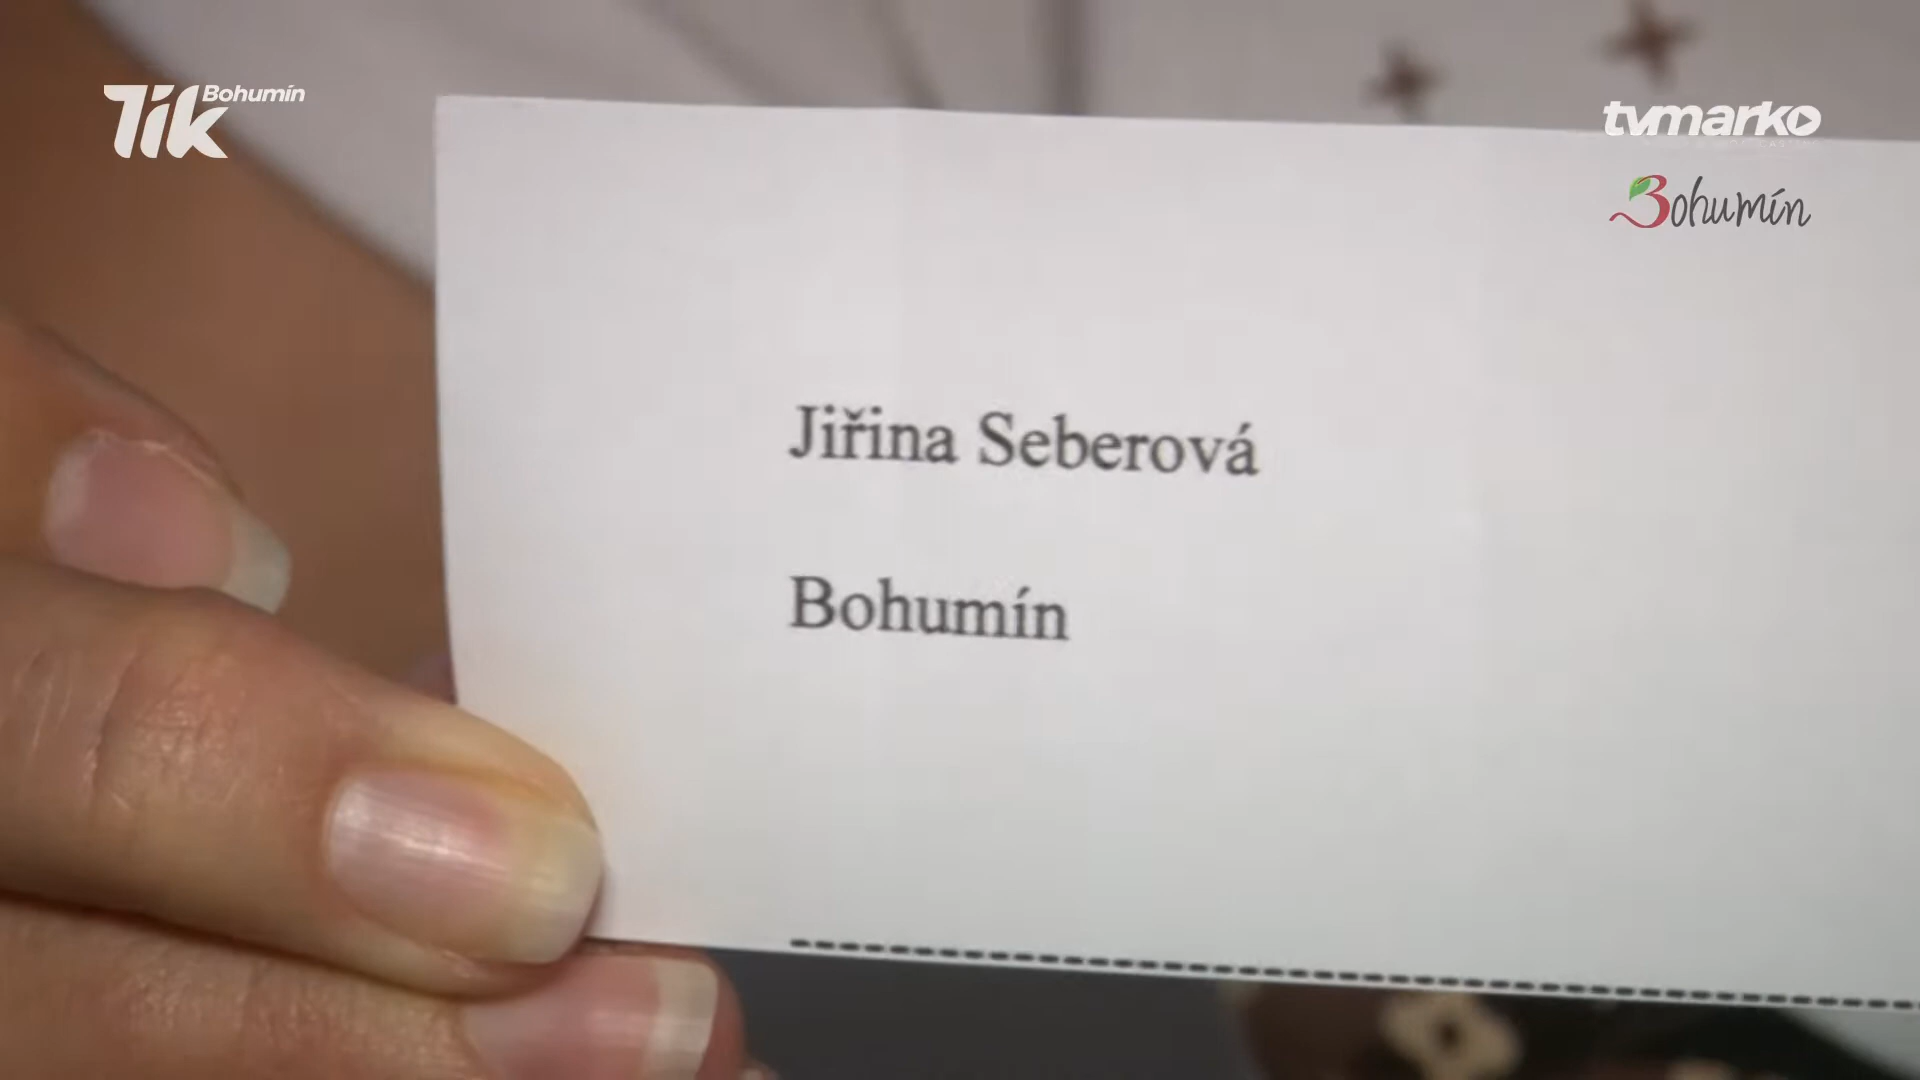 Tik Bohumín
tvmarko
Bohumín
Jiřina Seberová
Bohumín